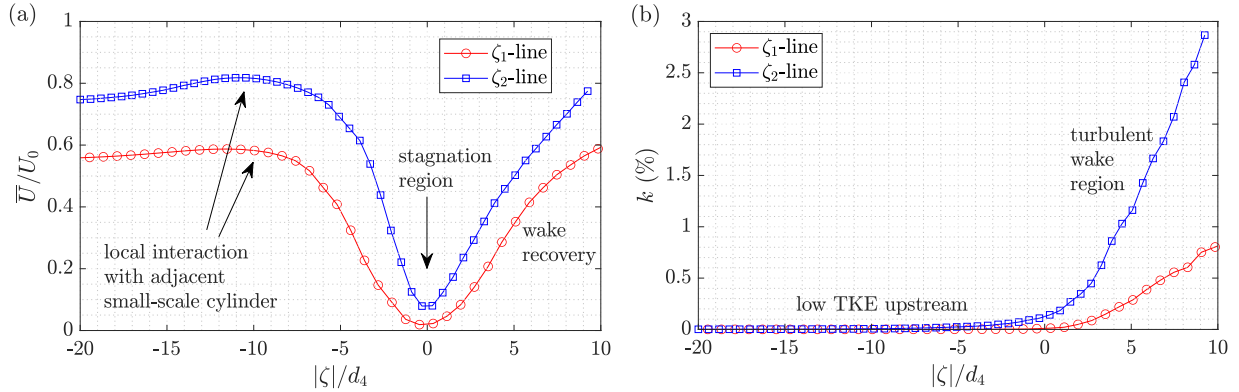 (a)
1
0.8
0.6
0.4
0.2
0
U̅/U₀
ζ₁-line
ζ₂-line
stagnation
region
local interaction
with adjacent
small-scale cylinder
wake
recovery
-20 -15 -10 -5 0 5 10
|ζ|/d₄
(b)
3
2.5
2
1.5
1
0.5
0
k (%)
ζ₁-line
ζ₂-line
turbulent
wake
region
low TKE upstream
-20 -15 -10 -5 0 5 10
|ζ|/d₄